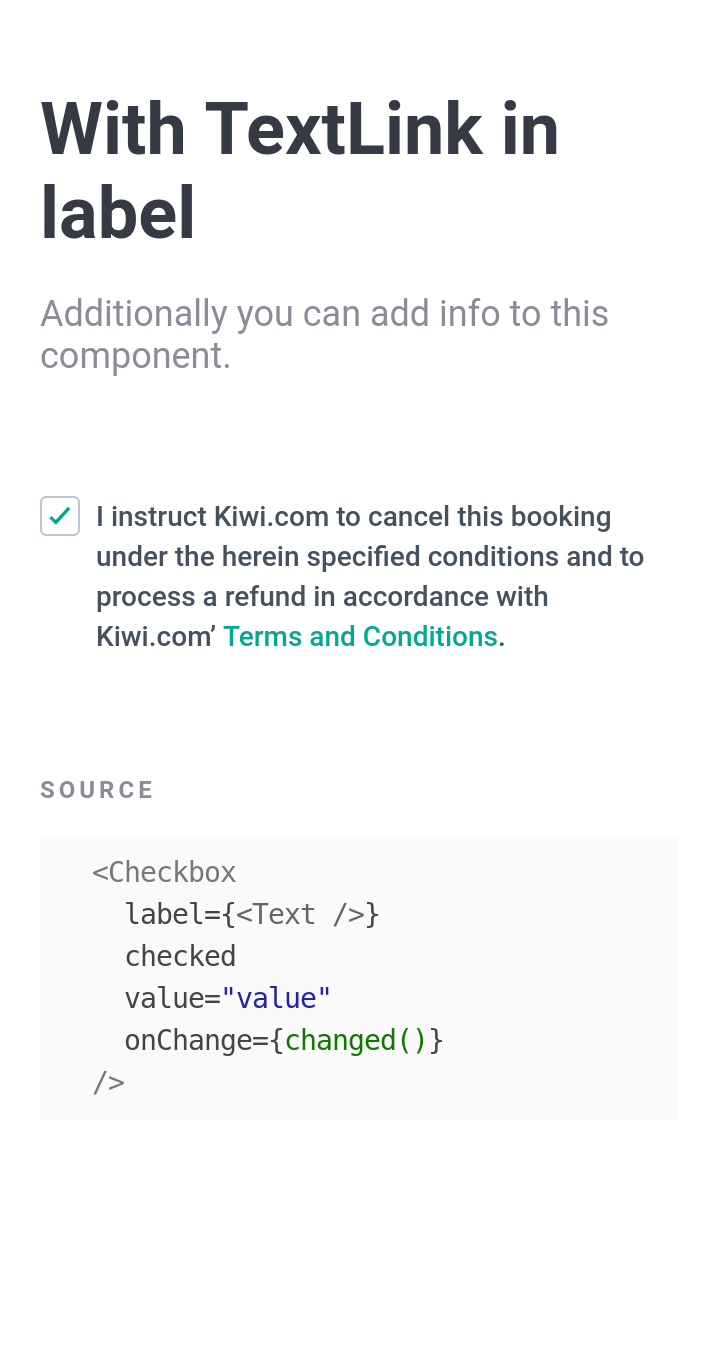 With TextLink in
label
Additionally you can add info to this
component.
I instruct Kiwi.com to cancel this booking
under the herein specified conditions and to
process a refund in accordance with
Kiwi.com’ Terms and Conditions.
SOURCE
<Checkbox
  label={<Text />}
  checked
  value="value"
  onChange={changed()}
/>